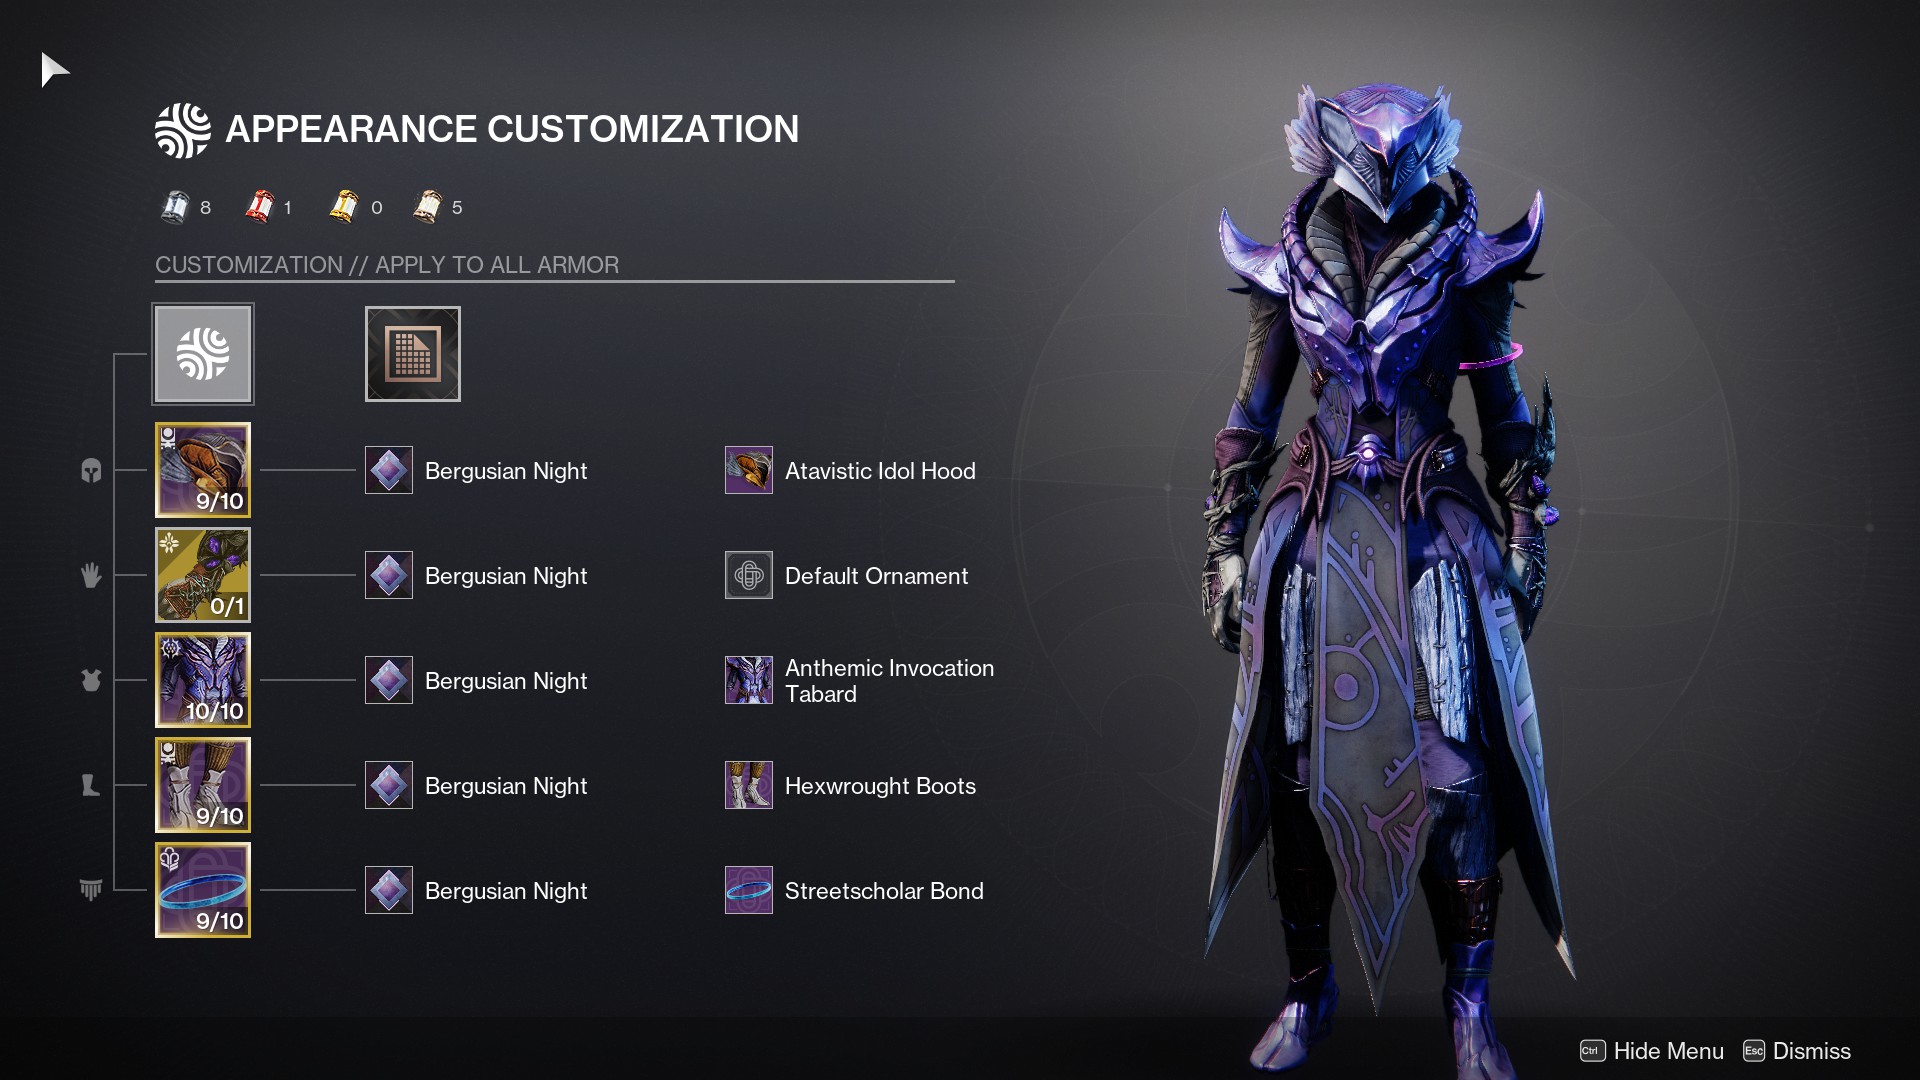 APPEARANCE CUSTOMIZATION
8 1 0 5
CUSTOMIZATION // APPLY TO ALL ARMOR
9/10 Bergusian Night Atavistic Idol Hood
0/1 Bergusian Night Default Ornament
10/10 Bergusian Night Anthemic Invocation
Tabard
9/10 Bergusian Night Hexwrought Boots
9/10 Bergusian Night Streetscholar Bond
Ctrl Hide Menu Esc Dismiss